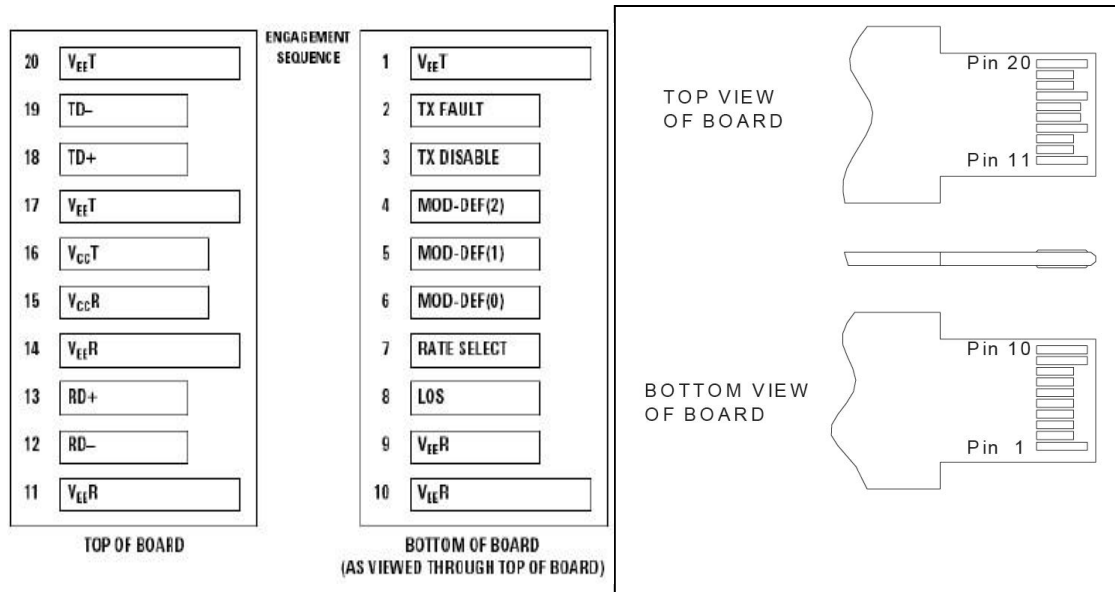 ENGAGEMENT
SEQUENCE
20 VEET
19 TD–
18 TD+
17 VEET
16 VCCT
15 VCCR
14 VEER
13 RD+
12 RD–
11 VEER
TOP OF BOARD
1 VEET
2 TX FAULT
3 TX DISABLE
4 MOD-DEF(2)
5 MOD-DEF(1)
6 MOD-DEF(0)
7 RATE SELECT
8 LOS
9 VEER
10 VEER
BOTTOM OF BOARD
(AS VIEWED THROUGH TOP OF BOARD)
TOP VIEW
OF BOARD
Pin 20
Pin 11
BOTTOM VIEW
OF BOARD
Pin 10
Pin 1